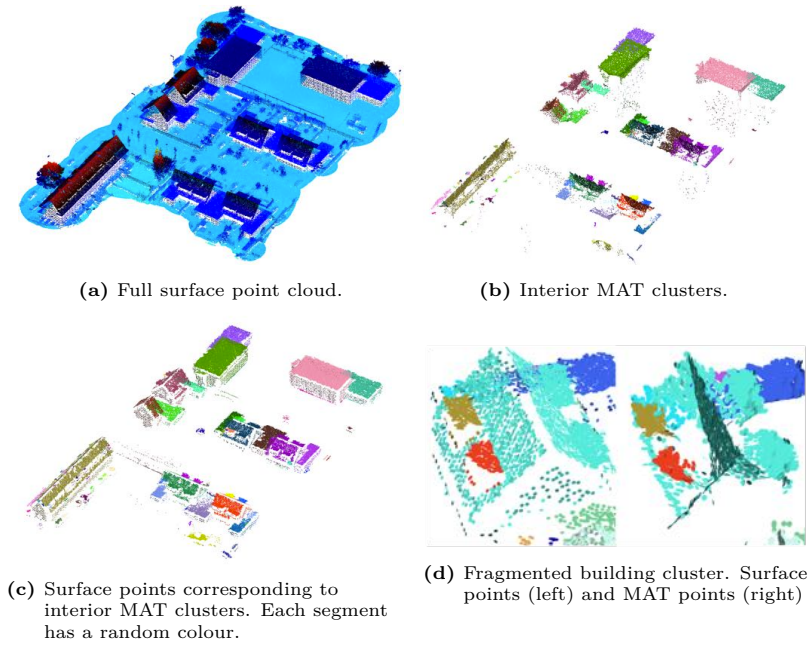 (a) Full surface point cloud.
(b) Interior MAT clusters.
(c) Surface points corresponding to
interior MAT clusters. Each segment
has a random colour.
(d) Fragmented building cluster. Surface
points (left) and MAT points (right)